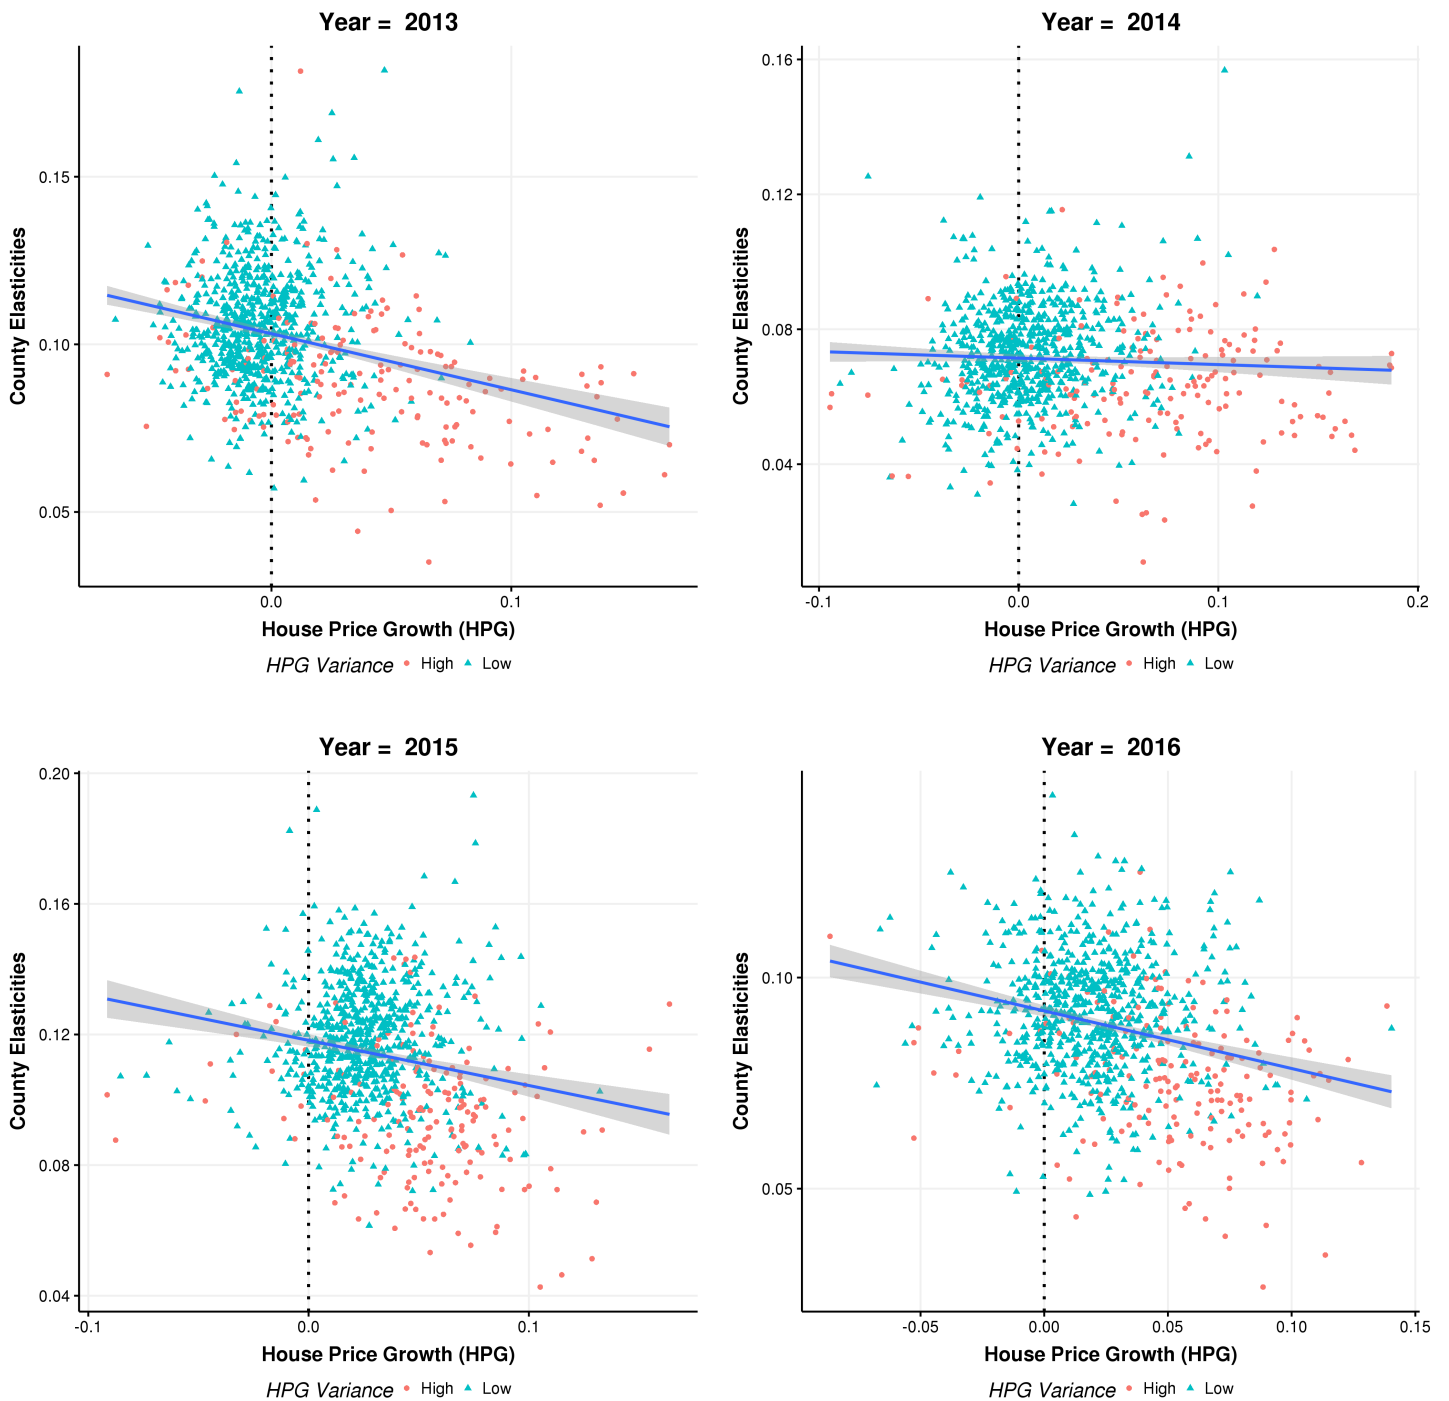 Year = 2013
County Elasticities
0.15
0.10
0.05
0.0
0.1
House Price Growth (HPG)
HPG Variance High Low
Year = 2014
County Elasticities
0.16
0.12
0.08
0.04
-0.1
0.0
0.1
0.2
House Price Growth (HPG)
HPG Variance High Low
Year = 2015
County Elasticities
0.20
0.16
0.12
0.08
0.04
-0.1
0.0
0.1
House Price Growth (HPG)
HPG Variance High Low
Year = 2016
County Elasticities
0.10
0.05
-0.05
0.00
0.05
0.10
0.15
House Price Growth (HPG)
HPG Variance High Low